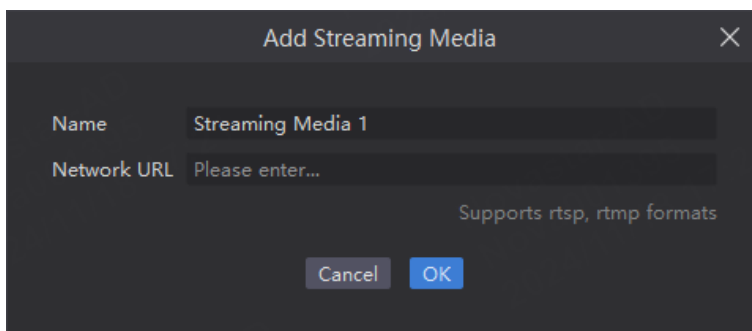 Add Streaming Media
Name Streaming Media 1
Network URL Please enter...
Supports rtsp, rtmp formats
Cancel OK